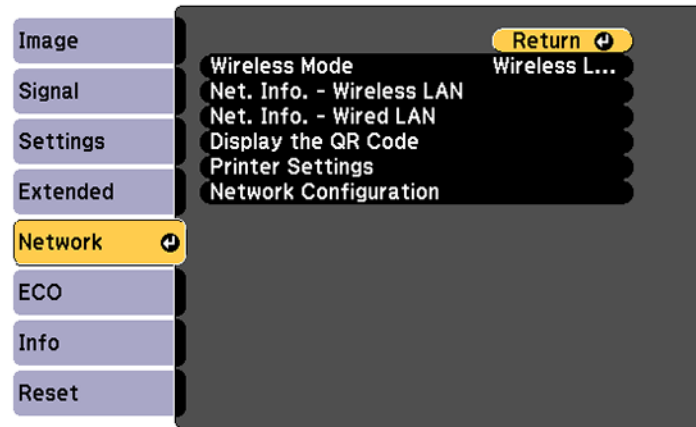 Image
Signal
Settings
Extended
Network
ECO
Info
Reset
Return
Wireless Mode Wireless L...
Net. Info. - Wireless LAN
Net. Info. - Wired LAN
Display the QR Code
Printer Settings
Network Configuration